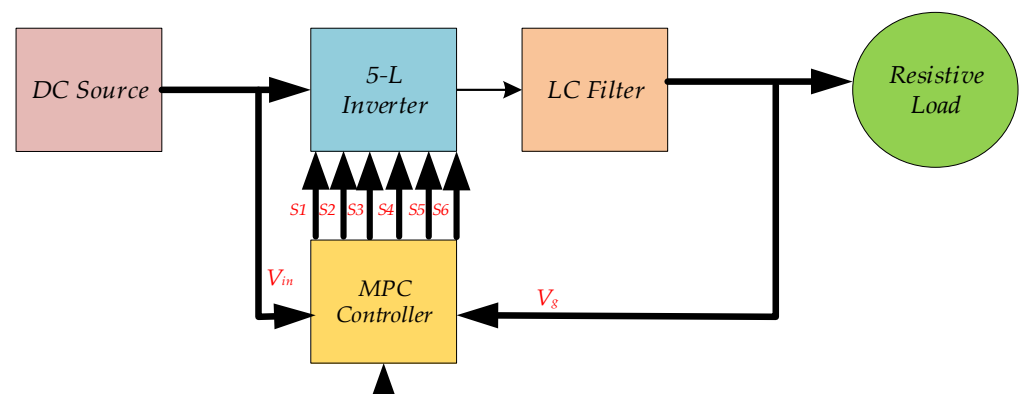 DC Source
5-L
Inverter
LC Filter
Resistive
Load
S1 S2 S3 S4 S5 S6
Vin
MPC
Controller
Vg